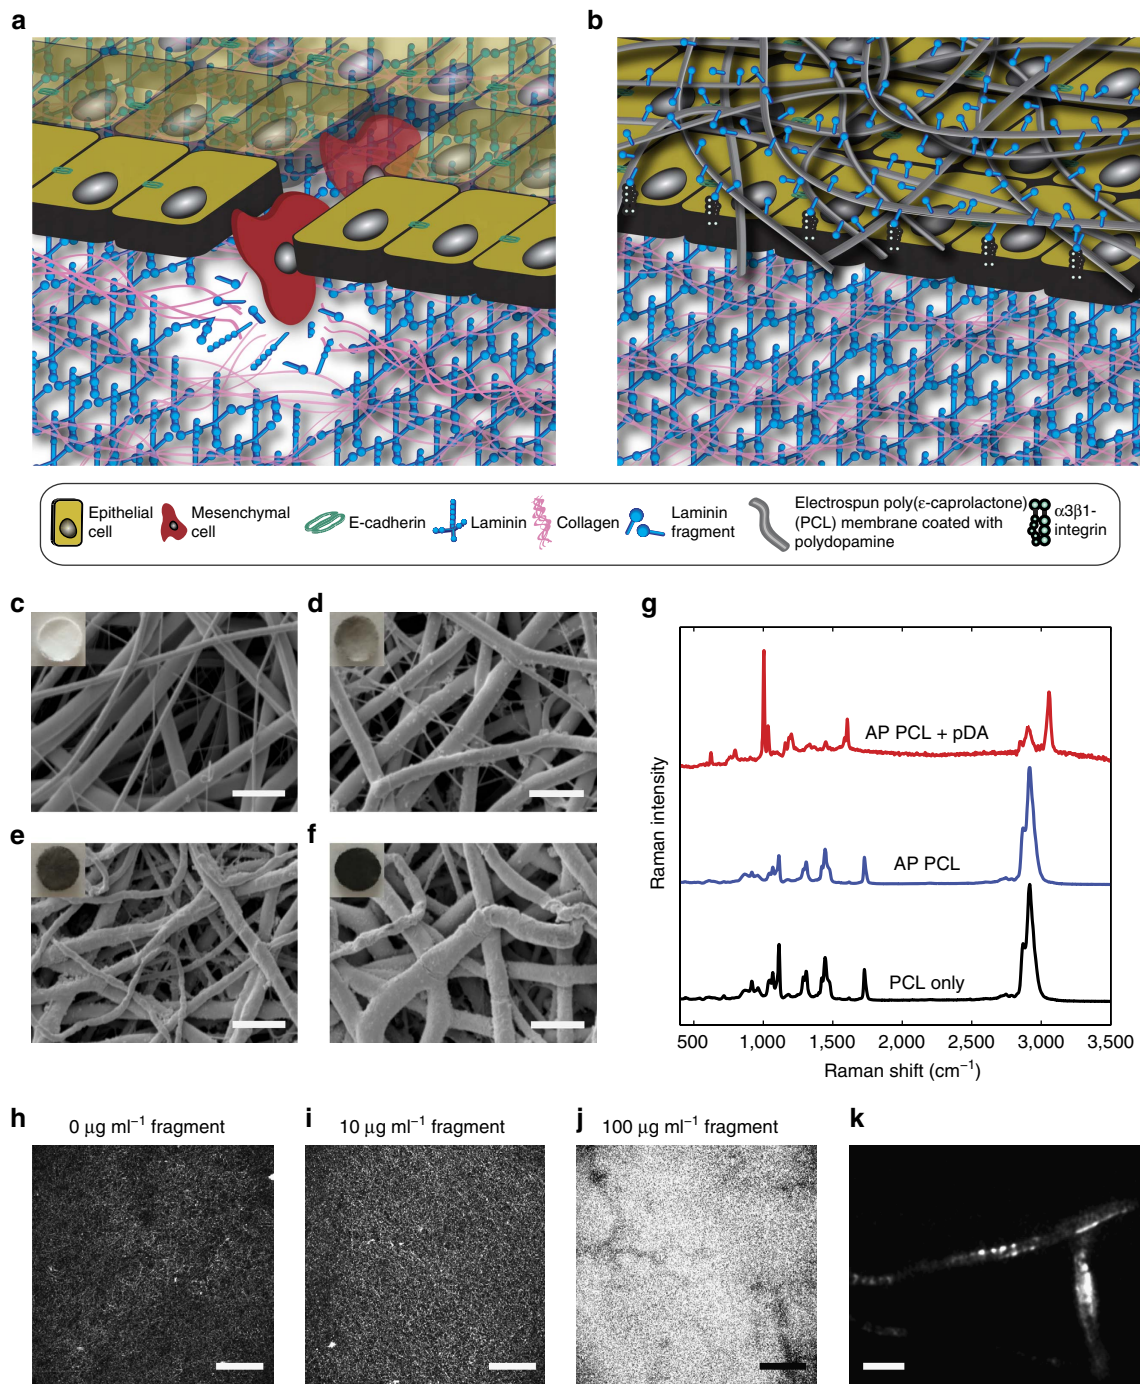 a
b
Epithelial cell
Mesenchymal cell
E-cadherin
Laminin
Collagen
Laminin fragment
Electrospun poly(ε-caprolactone) (PCL) membrane coated with polydopamine
α3β1-integrin
c
d
e
f
g
AP PCL + pDA
AP PCL
PCL only
Raman intensity
500 1,000 1,500 2,000 2,500 3,000 3,500
Raman shift (cm⁻¹)
h
0 μg ml⁻¹ fragment
i
10 μg ml⁻¹ fragment
j
100 μg ml⁻¹ fragment
k